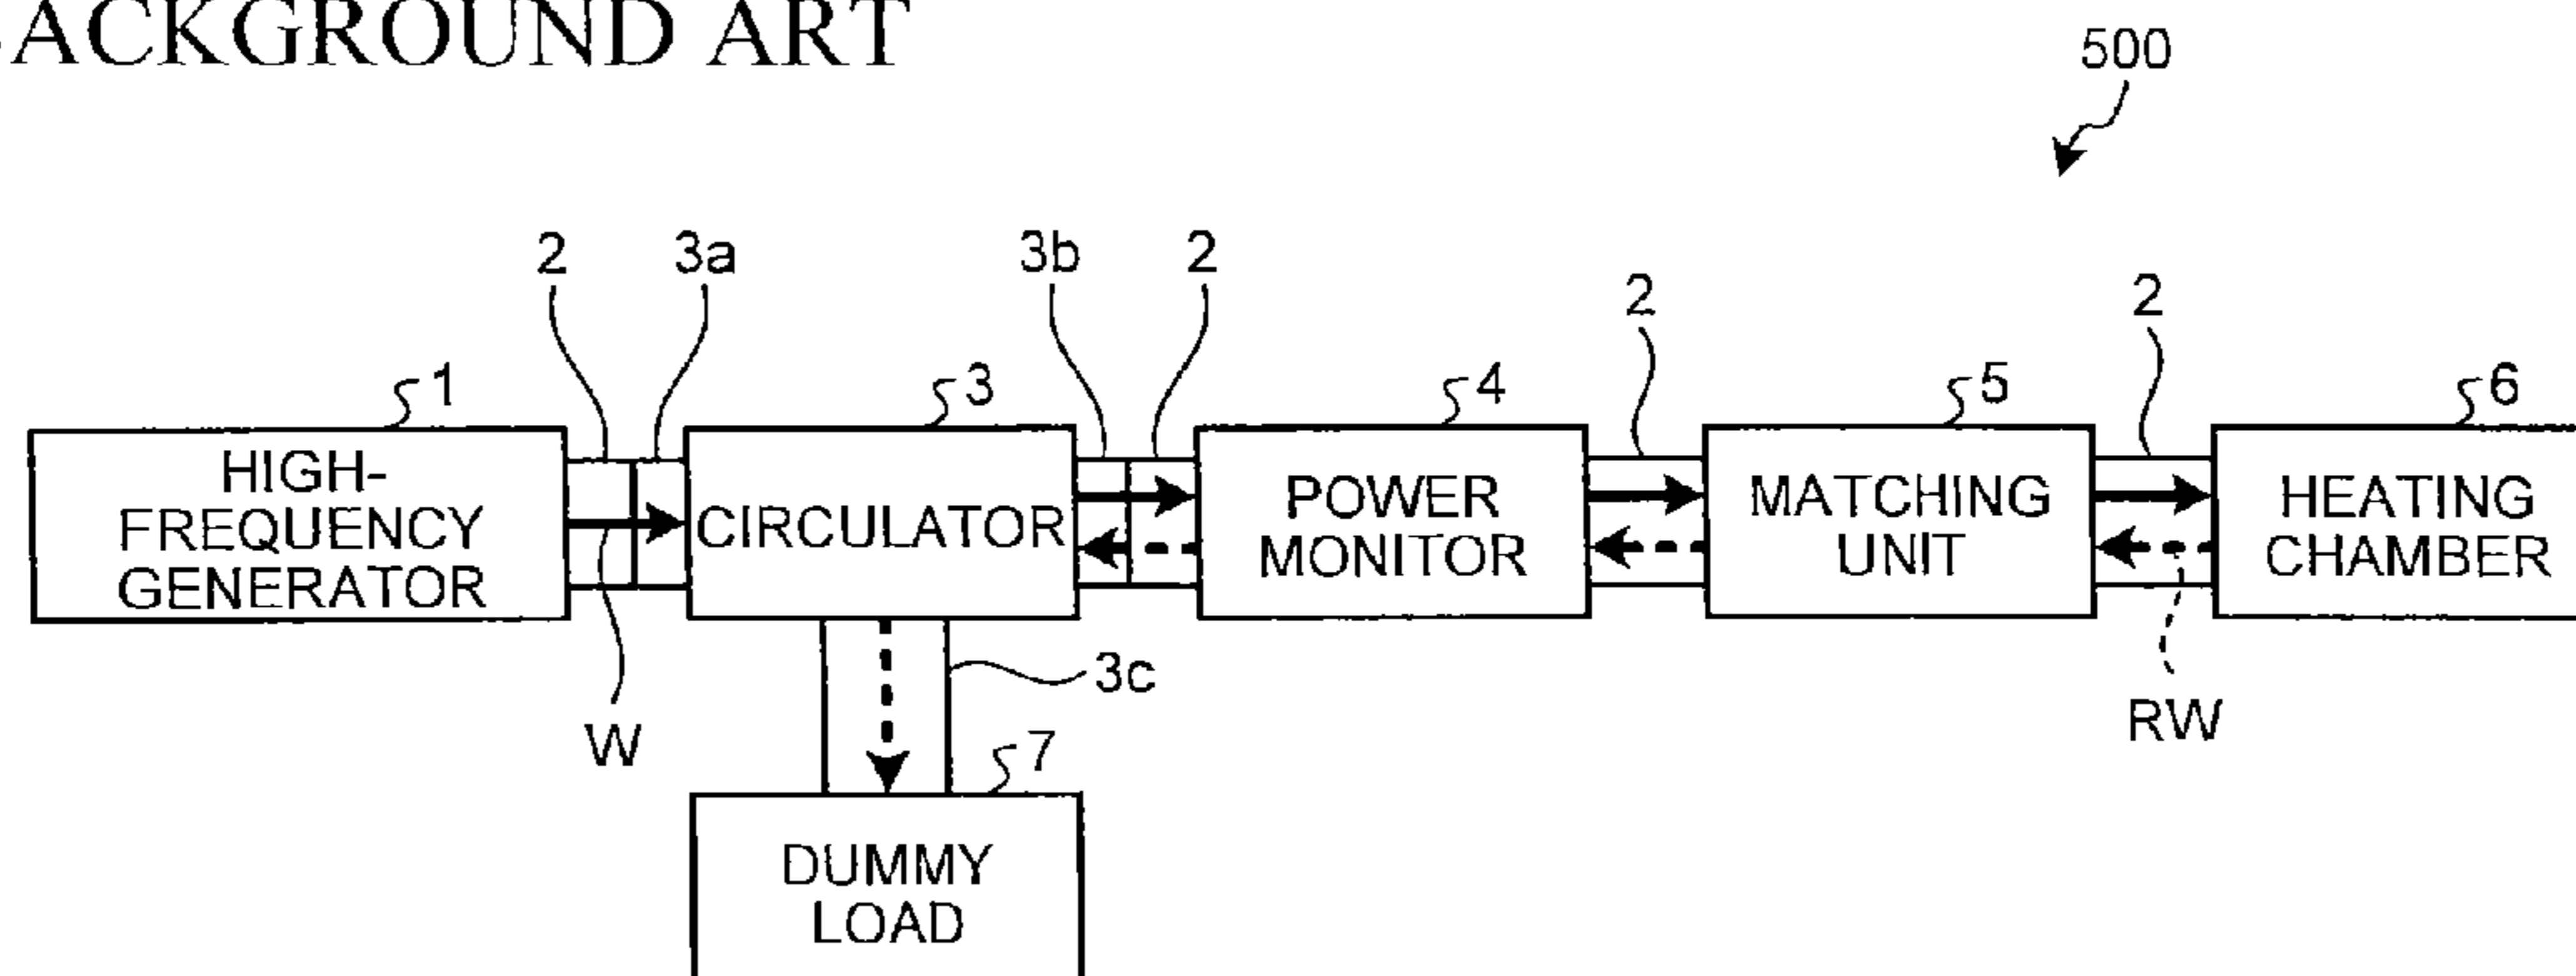 ACKGROUND ART
500
2 3a 3b 2 2 2
1 3 4 5 6
HIGH-
FREQUENCY
GENERATOR
CIRCULATOR
POWER
MONITOR
MATCHING
UNIT
HEATING
CHAMBER
3c
W
RW
7
DUMMY
LOAD